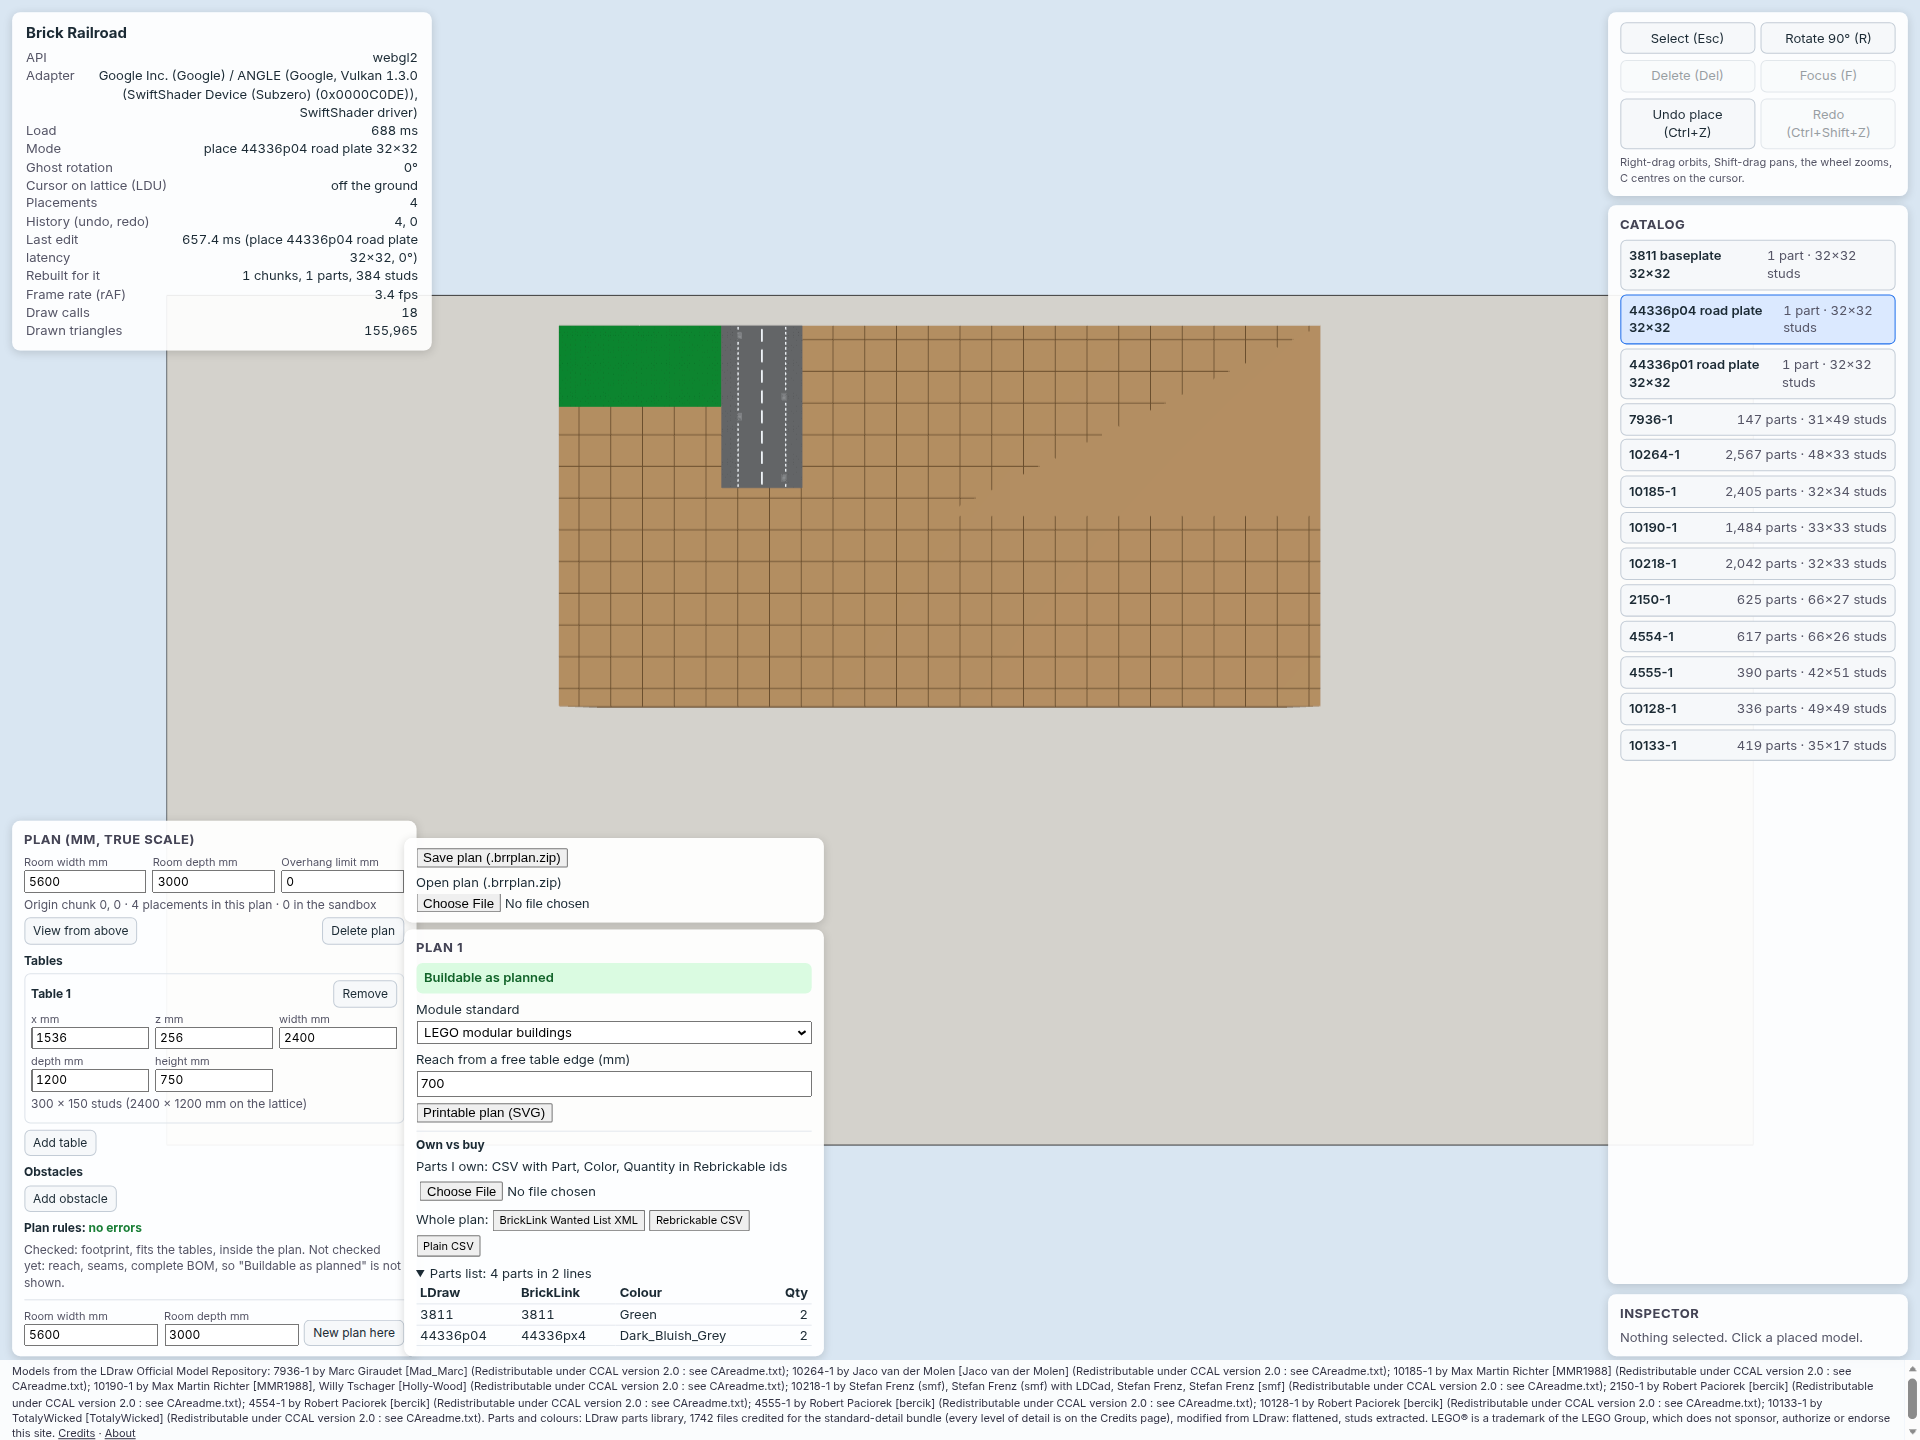 Brick Railroad
API webgl2
Adapter Google Inc. (Google) / ANGLE (Google, Vulkan 1.3.0
(SwiftShader Device (Subzero) (0x0000C0DE)),
SwiftShader driver)
Load 688 ms
Mode place 44336p04 road plate 32×32
Ghost rotation 0°
Cursor on lattice (LDU) off the ground
Placements 4
History (undo, redo) 4, 0
Last edit latency 657.4 ms (place 44336p04 road plate
32×32, 0°)
Rebuilt for it 1 chunks, 1 parts, 384 studs
Frame rate (rAF) 3.4 fps
Draw calls 18
Drawn triangles 155,965
Select (Esc) Rotate 90° (R)
Delete (Del) Focus (F)
Undo place (Ctrl+Z) Redo (Ctrl+Shift+Z)
Right-drag orbits, Shift-drag pans, the wheel zooms,
C centres on the cursor.
CATALOG
3811 baseplate 32×32 1 part · 32×32 studs
44336p04 road plate 32×32 1 part · 32×32 studs
44336p01 road plate 32×32 1 part · 32×32 studs
7936-1 147 parts · 31×49 studs
10264-1 2,567 parts · 48×33 studs
10185-1 2,405 parts · 32×34 studs
10190-1 1,484 parts · 33×33 studs
10218-1 2,042 parts · 32×33 studs
2150-1 625 parts · 66×27 studs
4554-1 617 parts · 66×26 studs
4555-1 390 parts · 42×51 studs
10128-1 336 parts · 49×49 studs
10133-1 419 parts · 35×17 studs
INSPECTOR
Nothing selected. Click a placed model.
PLAN (MM, TRUE SCALE)
Room width mm Room depth mm Overhang limit mm
5600 3000 0
Origin chunk 0, 0 · 4 placements in this plan · 0 in the sandbox
View from above Delete plan
Tables
Table 1 Remove
x mm z mm width mm
1536 256 2400
depth mm height mm
1200 750
300 × 150 studs (2400 × 1200 mm on the lattice)
Add table
Obstacles
Add obstacle
Plan rules: no errors
Checked: footprint, fits the tables, inside the plan. Not checked
yet: reach, seams, complete BOM, so "Buildable as planned" is not
shown.
Room width mm Room depth mm
5600 3000 New plan here
Save plan (.brrplan.zip)
Open plan (.brrplan.zip)
Choose File No file chosen
PLAN 1
Buildable as planned
Module standard
LEGO modular buildings
Reach from a free table edge (mm)
700
Printable plan (SVG)
Own vs buy
Parts I own: CSV with Part, Color, Quantity in Rebrickable ids
Choose File No file chosen
Whole plan: BrickLink Wanted List XML Rebrickable CSV
Plain CSV
▼ Parts list: 4 parts in 2 lines
LDraw BrickLink Colour Qty
3811 3811 Green 2
44336p04 44336px4 Dark_Bluish_Grey 2
Models from the LDraw Official Model Repository: 7936-1 by Marc Giraudet [Mad_Marc] (Redistributable under CCAL version 2.0 : see CAreadme.txt); 10264-1 by Jaco van der Molen [Jaco van der Molen] (Redistributable under CCAL version 2.0 : see CAreadme.txt); 10185-1 by Max Martin Richter [MMR1988] (Redistributable under CCAL version 2.0 : see
CAreadme.txt); 10190-1 by Max Martin Richter [MMR1988], Willy Tschager [Holly-Wood] (Redistributable under CCAL version 2.0 : see CAreadme.txt); 10218-1 by Stefan Frenz (smf), Stefan Frenz (smf) with LDCad, Stefan Frenz, Stefan Frenz [smf] (Redistributable under CCAL version 2.0 : see CAreadme.txt); 2150-1 by Robert Paciorek [bercik] (Redistributable
under CCAL version 2.0 : see CAreadme.txt); 4554-1 by Robert Paciorek [bercik] (Redistributable under CCAL version 2.0 : see CAreadme.txt); 4555-1 by Robert Paciorek [bercik] (Redistributable under CCAL version 2.0 : see CAreadme.txt); 10128-1 by Robert Paciorek [bercik] (Redistributable under CCAL version 2.0 : see CAreadme.txt); 10133-1 by
TotalyWicked [TotalyWicked] (Redistributable under CCAL version 2.0 : see CAreadme.txt). Parts and colours: LDraw parts library, 1742 files credited for the standard-detail bundle (every level of detail is on the Credits page), modified from LDraw: flattened, studs extracted. LEGO® is a trademark of the LEGO Group, which does not sponsor, authorize or endorse
this site. Credits · About